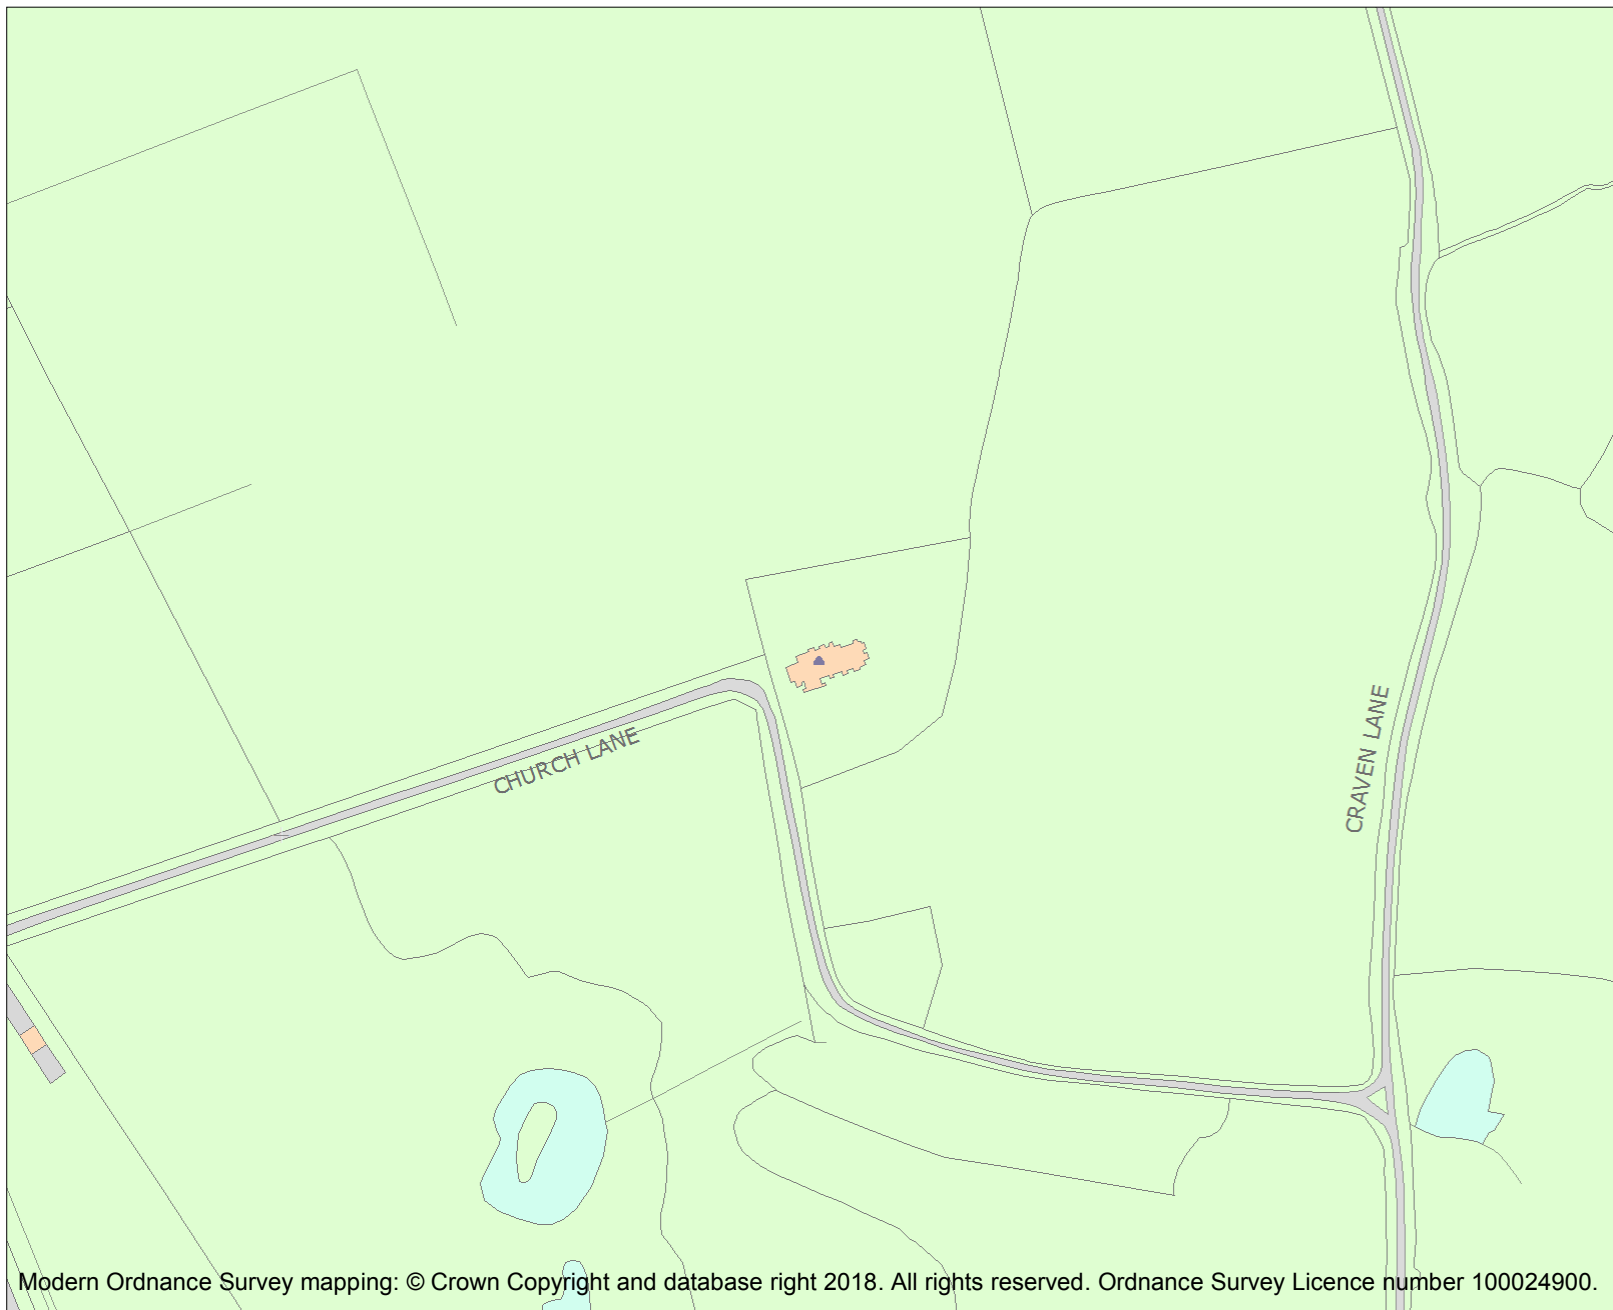 CHURCH LANE
CRAVEN LANE
Modern Ordnance Survey mapping: © Crown Copyright and database right 2018. All rights reserved. Ordnance Survey Licence number 100024900.